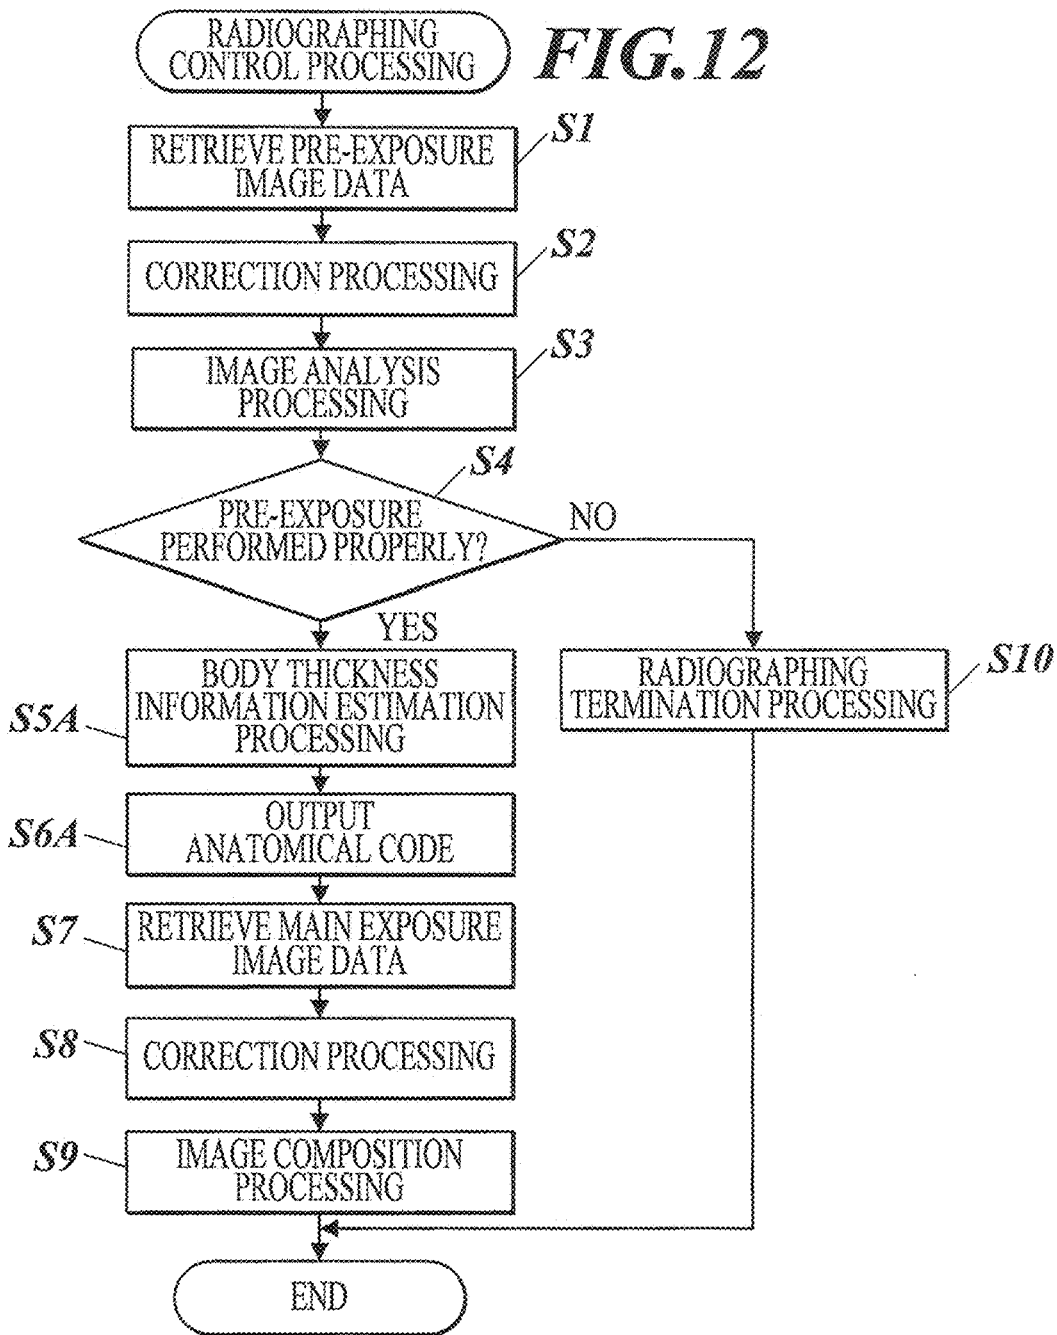 RADIOGRAPHING
CONTROL PROCESSING
FIG.12
RETRIEVE PRE-EXPOSURE
IMAGE DATA
S1
CORRECTION PROCESSING
S2
IMAGE ANALYSIS
PROCESSING
S3
PRE-EXPOSURE
PERFORMED PROPERLY?
S4
NO
YES
BODY THICKNESS
INFORMATION ESTIMATION
PROCESSING
S5A
RADIOGRAPHING
TERMINATION PROCESSING
S10
OUTPUT
ANATOMICAL CODE
S6A
RETRIEVE MAIN EXPOSURE
IMAGE DATA
S7
CORRECTION PROCESSING
S8
IMAGE COMPOSITION
PROCESSING
S9
END